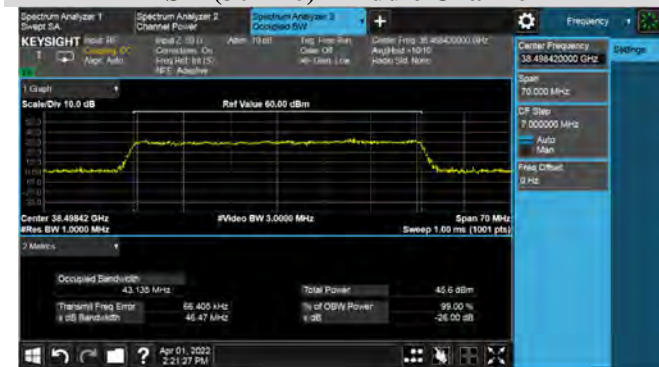 Spectrum Analyzer 1
Swept SA
Spectrum Analyzer 2
Channel Power
Spectrum Analyzer 3
Occupied BW
Frequency
KEYSIGHT Input: RF
Coupling: DC
Align: Auto
Input Z: 50 Ω
Corrections: On
Freq Ref: Int (S)
NFE: Adaptive
Atten: 10 dB
Trig: Free Run
Gate: Off
#IF Gain: Low
Center Freq: 38.498420000 GHz
Avg|Hold: >10/10
Radio Std: None
Center Frequency
38.498420000 GHz
Settings
Span
70.000 MHz
CF Step
7.000000 MHz
Auto
Man
Freq Offset
0 Hz
1 Graph
Scale/Div 10.0 dB
Ref Value 60.00 dBm
Center 38.49842 GHz
#Res BW 1.0000 MHz
#Video BW 3.0000 MHz
Span 70 MHz
Sweep 1.00 ms (1001 pts)
2 Metrics
Occupied Bandwidth
43.135 MHz
Total Power 45.6 dBm
Transmit Freq Error 66.405 kHz
% of OBW Power 99.00 %
x dB Bandwidth 46.47 MHz
x dB -26.00 dB
Apr 01, 2022
2:21:27 PM